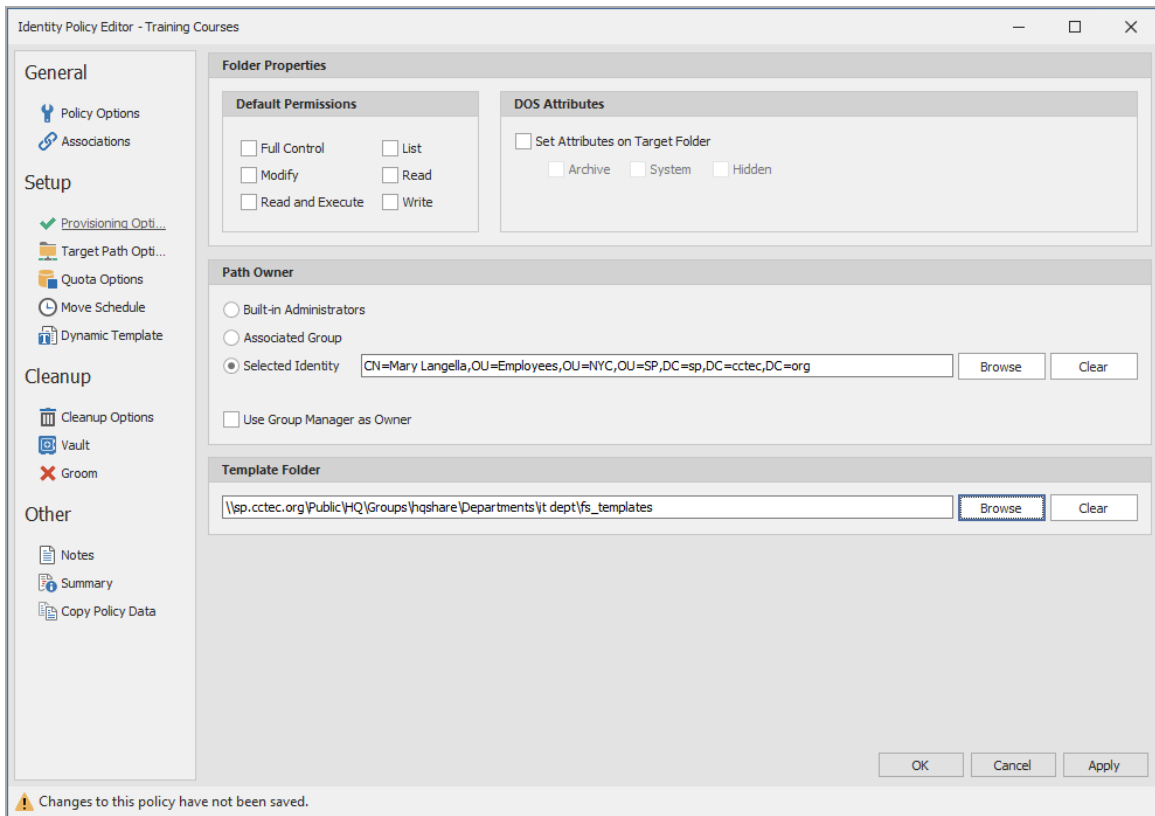 Identity Policy Editor - Training Courses
General
Policy Options
Associations
Setup
Provisioning Opti...
Target Path Opti...
Quota Options
Move Schedule
Dynamic Template
Cleanup
Cleanup Options
Vault
Groom
Other
Notes
Summary
Copy Policy Data
Folder Properties
Default Permissions
Full Control List
Modify Read
Read and Execute Write
DOS Attributes
Set Attributes on Target Folder
Archive System Hidden
Path Owner
Built-in Administrators
Associated Group
Selected Identity CN=Mary Langella,OU=Employees,OU=NYC,OU=SP,DC=sp,DC=cctec,DC=org Browse Clear
Use Group Manager as Owner
Template Folder
\\sp.cctec.org\Public\HQ\Groups\hqshare\Departments\it dept\fs_templates Browse Clear
OK Cancel Apply
Changes to this policy have not been saved.